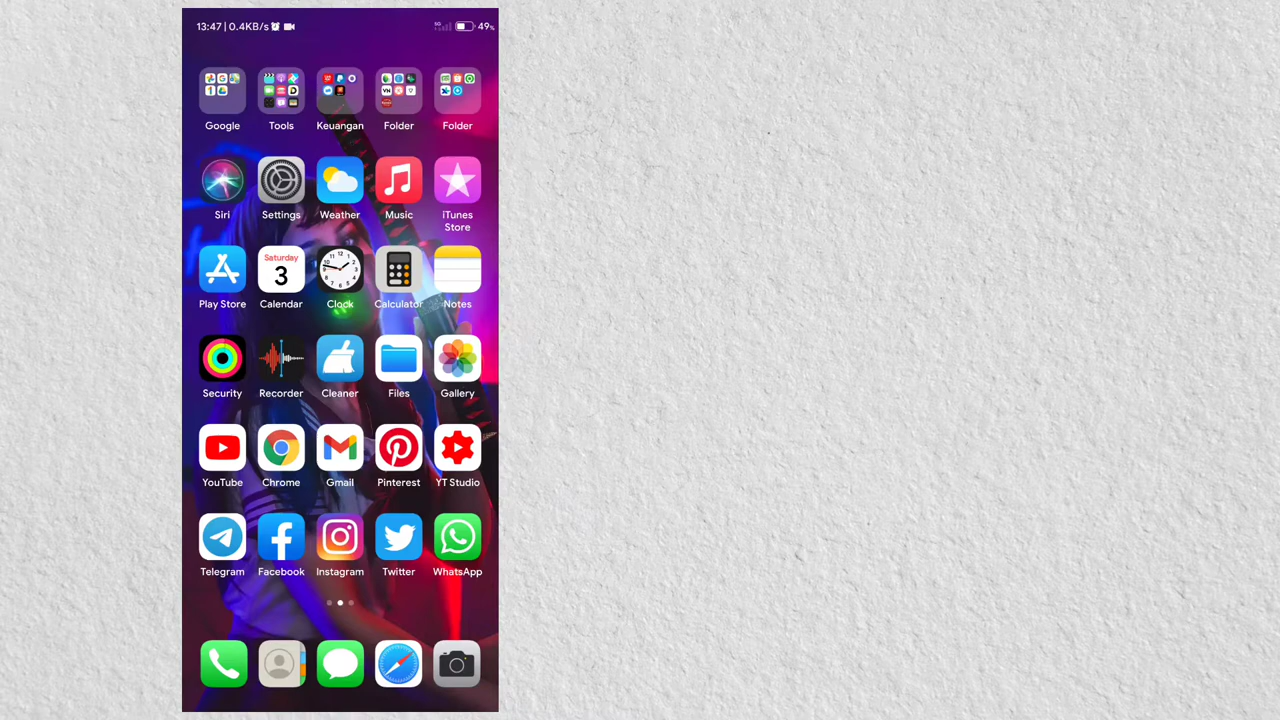 13:47 | 0.4KB/s
5G
49%
Google
Tools
Keuangan
Folder
Folder
Siri
Settings
Weather
Music
iTunes
Store
Saturday
3
Play Store
Calendar
Clock
Calculator
Notes
Security
Recorder
Cleaner
Files
Gallery
YouTube
Chrome
Gmail
Pinterest
YT Studio
Telegram
Facebook
Instagram
Twitter
WhatsApp